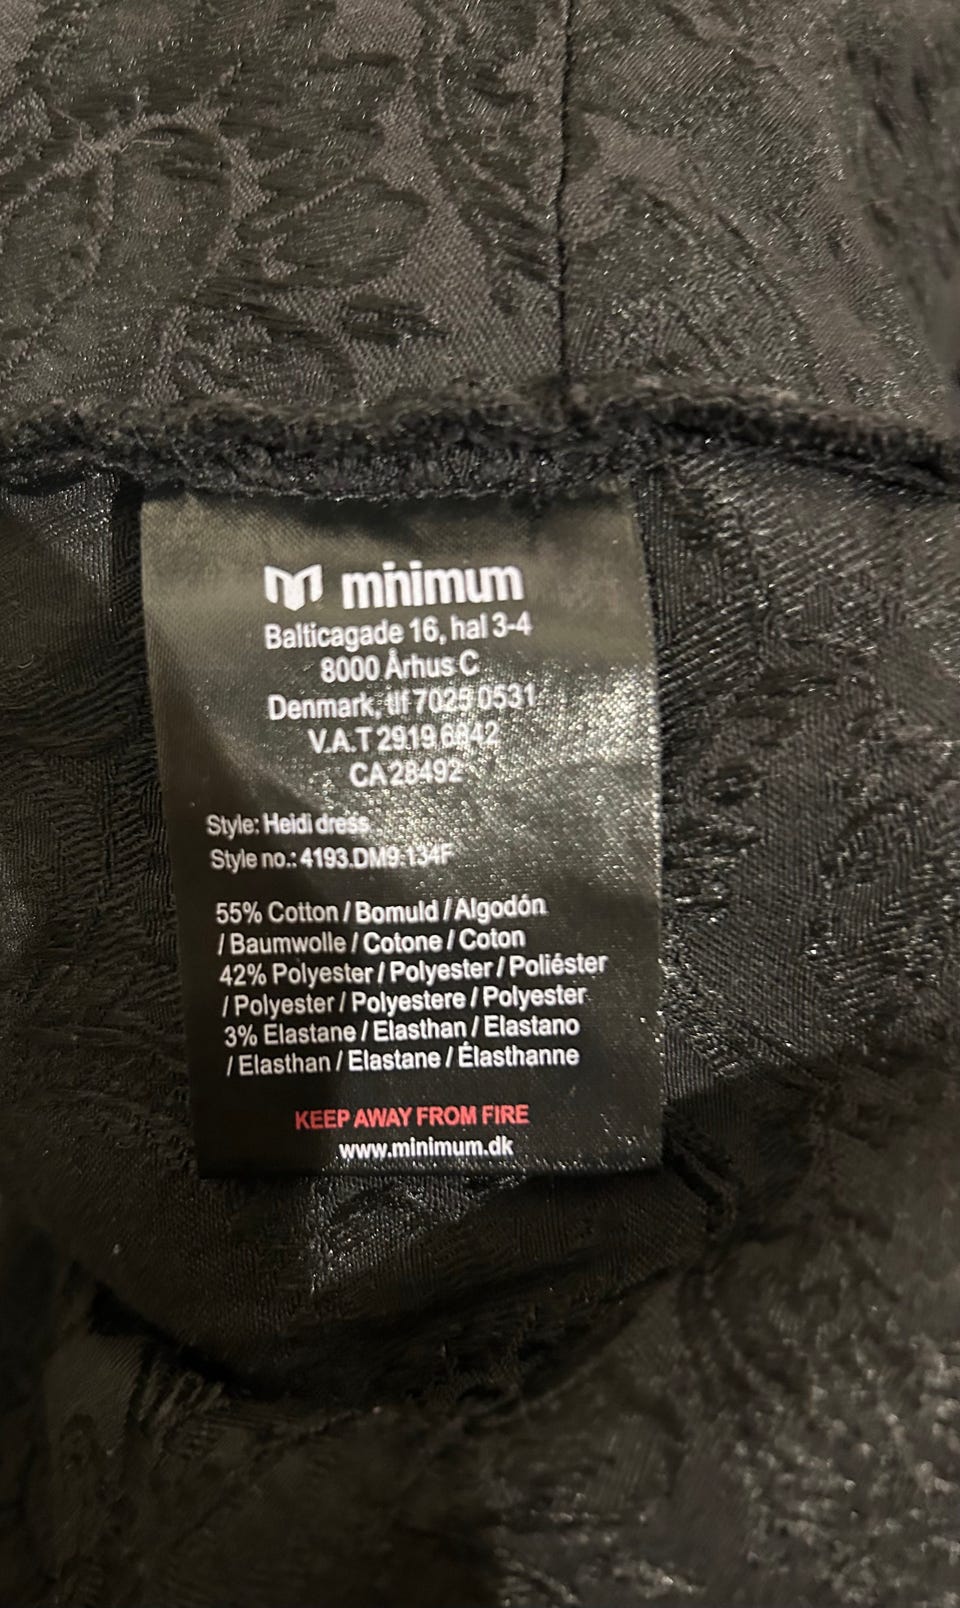 minimum
Balticagade 16, hal 3-4
8000 Århus C
Denmark, tlf 7025 0531
V.A.T 2919 6842
CA 28492
Style: Heidi dress
Style no.: 4193.DM9.134F
55% Cotton / Bomuld / Algodón
/ Baumwolle / Cotone / Coton
42% Polyester / Polyester / Poliéster
/ Polyester / Polyestere / Polyester
3% Elastane / Elasthan / Elastano
/ Elasthan / Elastane / Élasthanne
KEEP AWAY FROM FIRE
www.minimum.dk